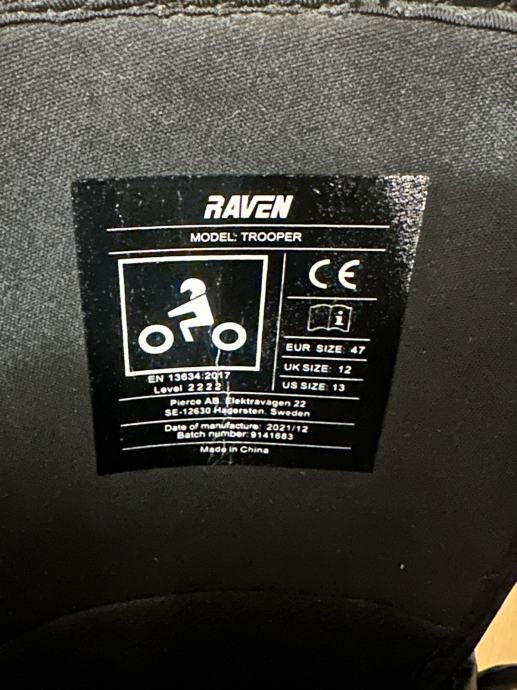 RAVEN
MODEL: TROOPER
CE
i
EUR SIZE: 47
UK SIZE: 12
US SIZE: 13
EN 13634:2017
Level 2 2 2 2
Pierce AB. Elektravagen 22
SE-12630 Hagersten. Sweden
Date of manufacture: 2021/12
Batch number: 9141683
Made in China